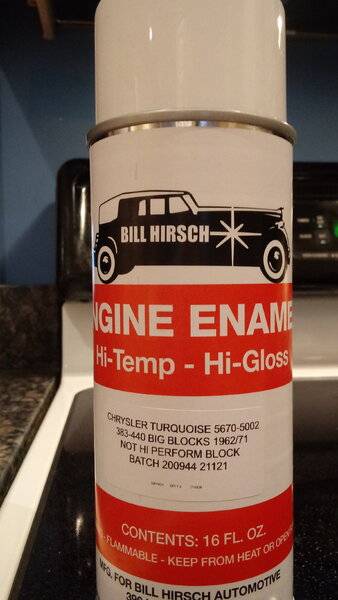 BILL HIRSCH
NGINE ENAME
Hi-Temp - Hi-Gloss
CHRYSLER TURQUOISE 5670-5002
383-440 BIG BLOCKS 1962/71
NOT HI PERFORM BLOCK
BATCH 200944 21121
CONTENTS: 16 FL. OZ.
- FLAMMABLE - KEEP FROM HEAT OR OPEN
MFG. FOR BILL HIRSCH AUTOMOTIVE